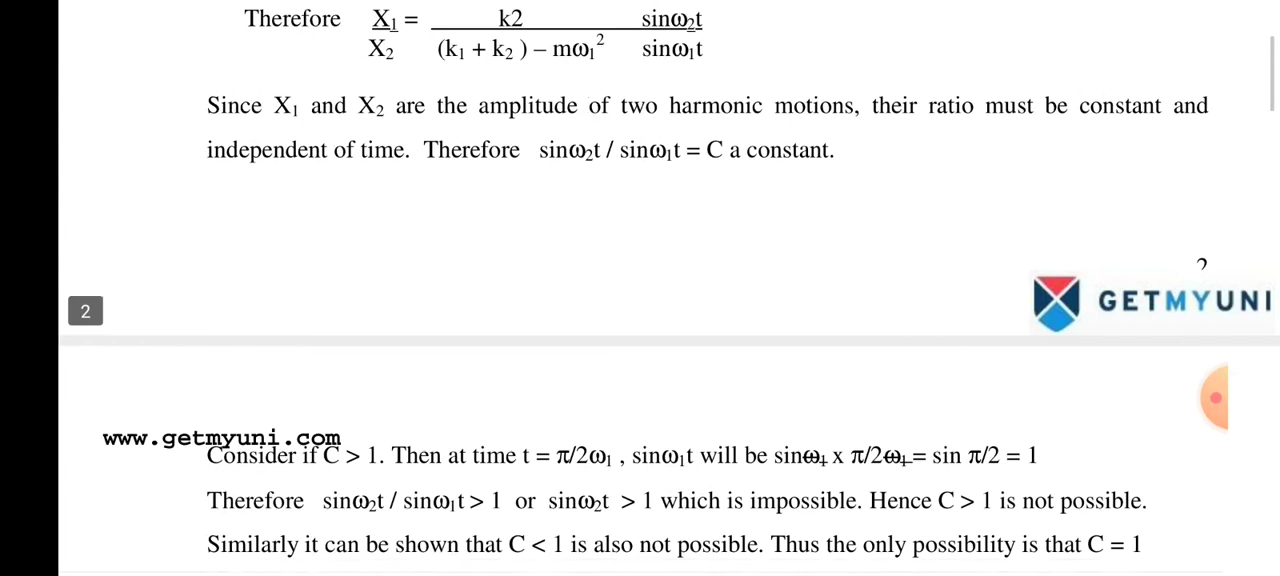 Therefore X₁ = k2 sinω₂t
X₂ (k₁ + k₂ ) – mω₁² sinω₁t
Since X₁ and X₂ are the amplitude of two harmonic motions, their ratio must be constant and
independent of time. Therefore sinω₂t / sinω₁t = C a constant.
2
GETMYUNI
2
www.getmyuni.com
Consider if C > 1. Then at time t = π/2ω₁ , sinω₁t will be sinω₁ x π/2ω₁= sin π/2 = 1
Therefore sinω₂t / sinω₁t > 1 or sinω₂t > 1 which is impossible. Hence C > 1 is not possible.
Similarly it can be shown that C < 1 is also not possible. Thus the only possibility is that C = 1